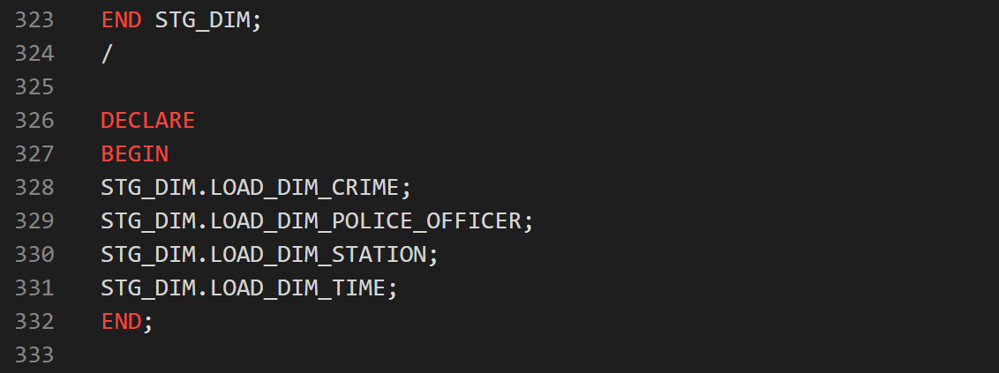 323 END STG_DIM;
324 /
325
326 DECLARE
327 BEGIN
328 STG_DIM.LOAD_DIM_CRIME;
329 STG_DIM.LOAD_DIM_POLICE_OFFICER;
330 STG_DIM.LOAD_DIM_STATION;
331 STG_DIM.LOAD_DIM_TIME;
332 END;
333